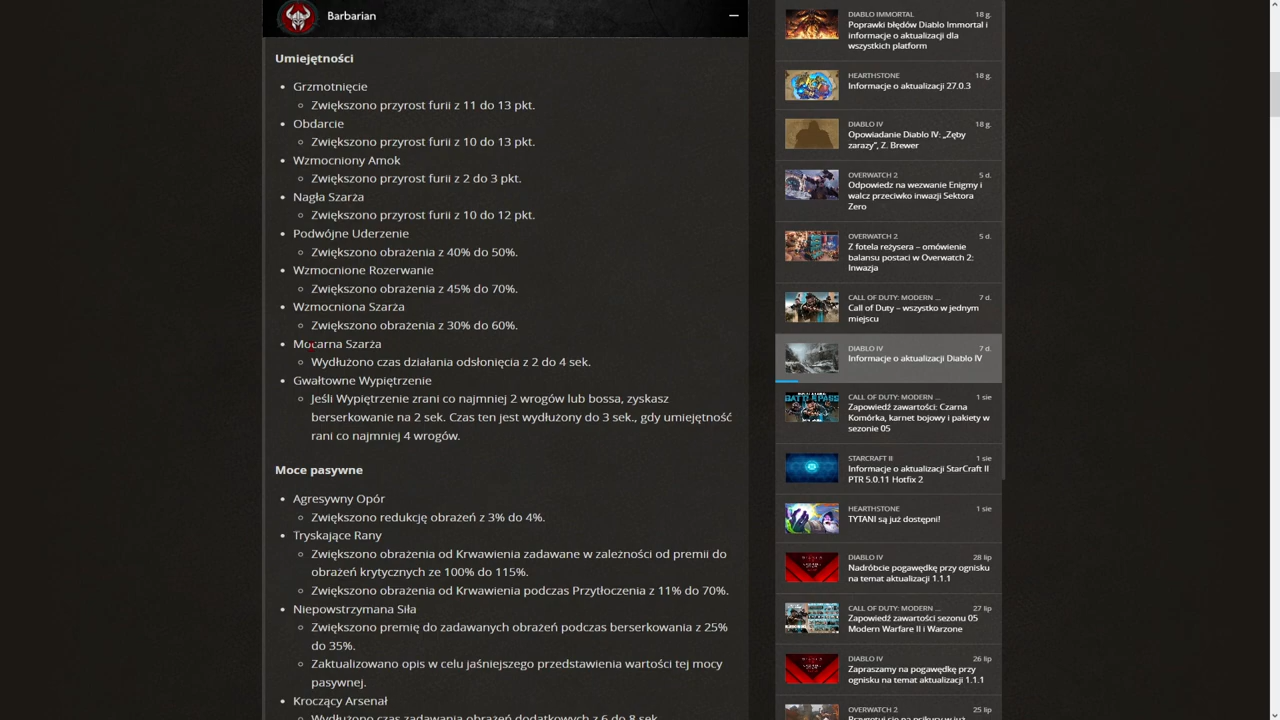 Barbarian
Umiejętności
Grzmotnięcie
Zwiększono przyrost furii z 11 do 13 pkt.
Obdarcie
Zwiększono przyrost furii z 10 do 13 pkt.
Wzmocniony Amok
Zwiększono przyrost furii z 2 do 3 pkt.
Nagła Szarża
Zwiększono przyrost furii z 10 do 12 pkt.
Podwójne Uderzenie
Zwiększono obrażenia z 40% do 50%.
Wzmocnione Rozerwanie
Zwiększono obrażenia z 45% do 70%.
Wzmocniona Szarża
Zwiększono obrażenia z 30% do 60%.
Mocarna Szarża
Wydłużono czas działania odsłonięcia z 2 do 4 sek.
Gwałtowne Wypiętrzenie
Jeśli Wypiętrzenie zrani co najmniej 2 wrogów lub bossa, zyskasz
berserkowanie na 2 sek. Czas ten jest wydłużony do 3 sek., gdy umiejętność
rani co najmniej 4 wrogów.
Moce pasywne
Agresywny Opór
Zwiększono redukcję obrażeń z 3% do 4%.
Tryskające Rany
Zwiększono obrażenia od Krwawienia zadawane w zależności od premii do
obrażeń krytycznych ze 100% do 115%.
Zwiększono obrażenia od Krwawienia podczas Przytłoczenia z 11% do 70%.
Niepowstrzymana Siła
Zwiększono premię do zadawanych obrażeń podczas berserkowania z 25%
do 35%.
Zaktualizowano opis w celu jaśniejszego przedstawienia wartości tej mocy
pasywnej.
Kroczący Arsenał
Wydłużono czas zadawania obrażeń dodatkowych z 6 do 8 sek.
DIABLO IMMORTAL 18 g.
Poprawki błędów Diablo Immortal i
informacje o aktualizacji dla
wszystkich platform
HEARTHSTONE 18 g.
Informacje o aktualizacji 27.0.3
DIABLO IV 18 g.
Opowiadanie Diablo IV: „Zęby
zarazy”, Z. Brewer
OVERWATCH 2 5 d.
Odpowiedz na wezwanie Enigmy i
walcz przeciwko inwazji Sektora
Zero
OVERWATCH 2 5 d.
Z fotela reżysera – omówienie
balansu postaci w Overwatch 2:
Inwazja
CALL OF DUTY: MODERN ... 7 d.
Call of Duty – wszystko w jednym
miejscu
DIABLO IV 7 d.
Informacje o aktualizacji Diablo IV
CALL OF DUTY: MODERN ... 1 sie
Zapowiedź zawartości: Czarna
Komórka, karnet bojowy i pakiety w
sezonie 05
STARCRAFT II 1 sie
Informacje o aktualizacji StarCraft II
PTR 5.0.11 Hotfix 2
HEARTHSTONE 1 sie
TYTANI są już dostępni!
DIABLO IV 28 lip
Nadróbcie pogawędkę przy ognisku
na temat aktualizacji 1.1.1
CALL OF DUTY: MODERN ... 27 lip
Zapowiedź zawartości sezonu 05
Modern Warfare II i Warzone
DIABLO IV 26 lip
Zapraszamy na pogawędkę przy
ognisku na temat aktualizacji 1.1.1
OVERWATCH 2 25 lip